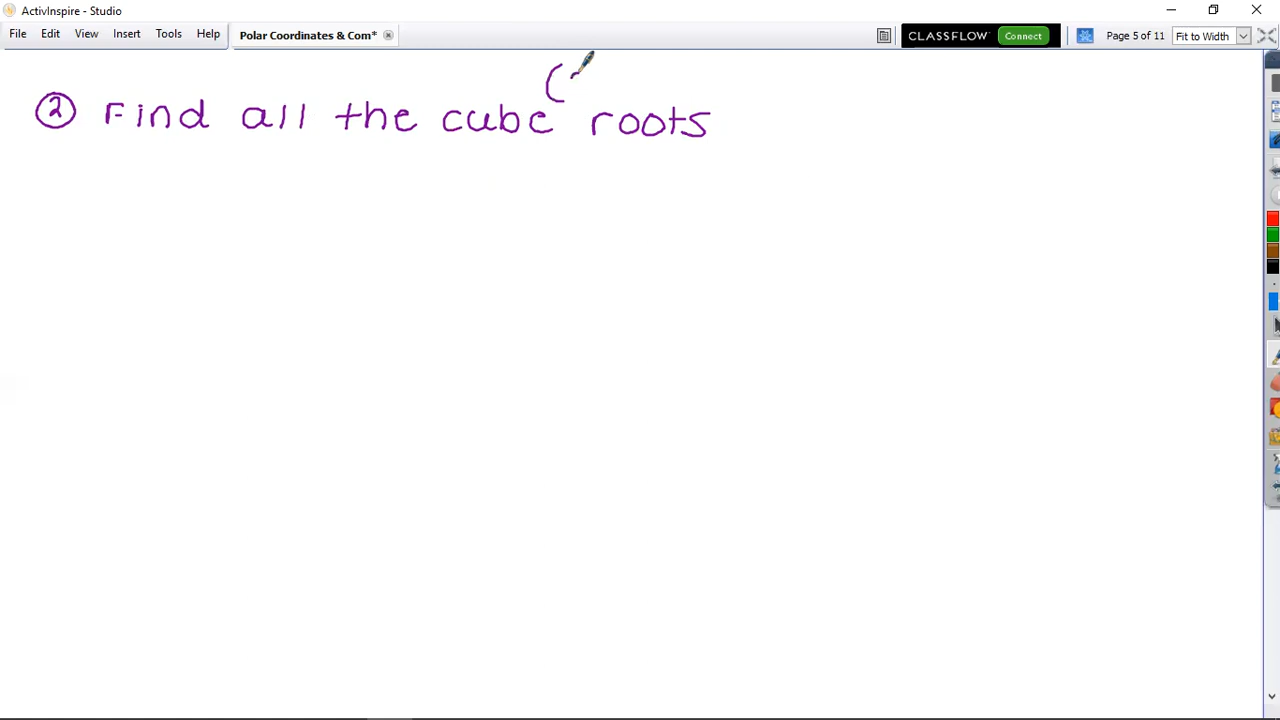 ActivInspire - Studio
File Edit View Insert Tools Help Polar Coordinates & Com* CLASSFLOW Connect Page 5 of 11 Fit to Width
(
② Find all the cube roots